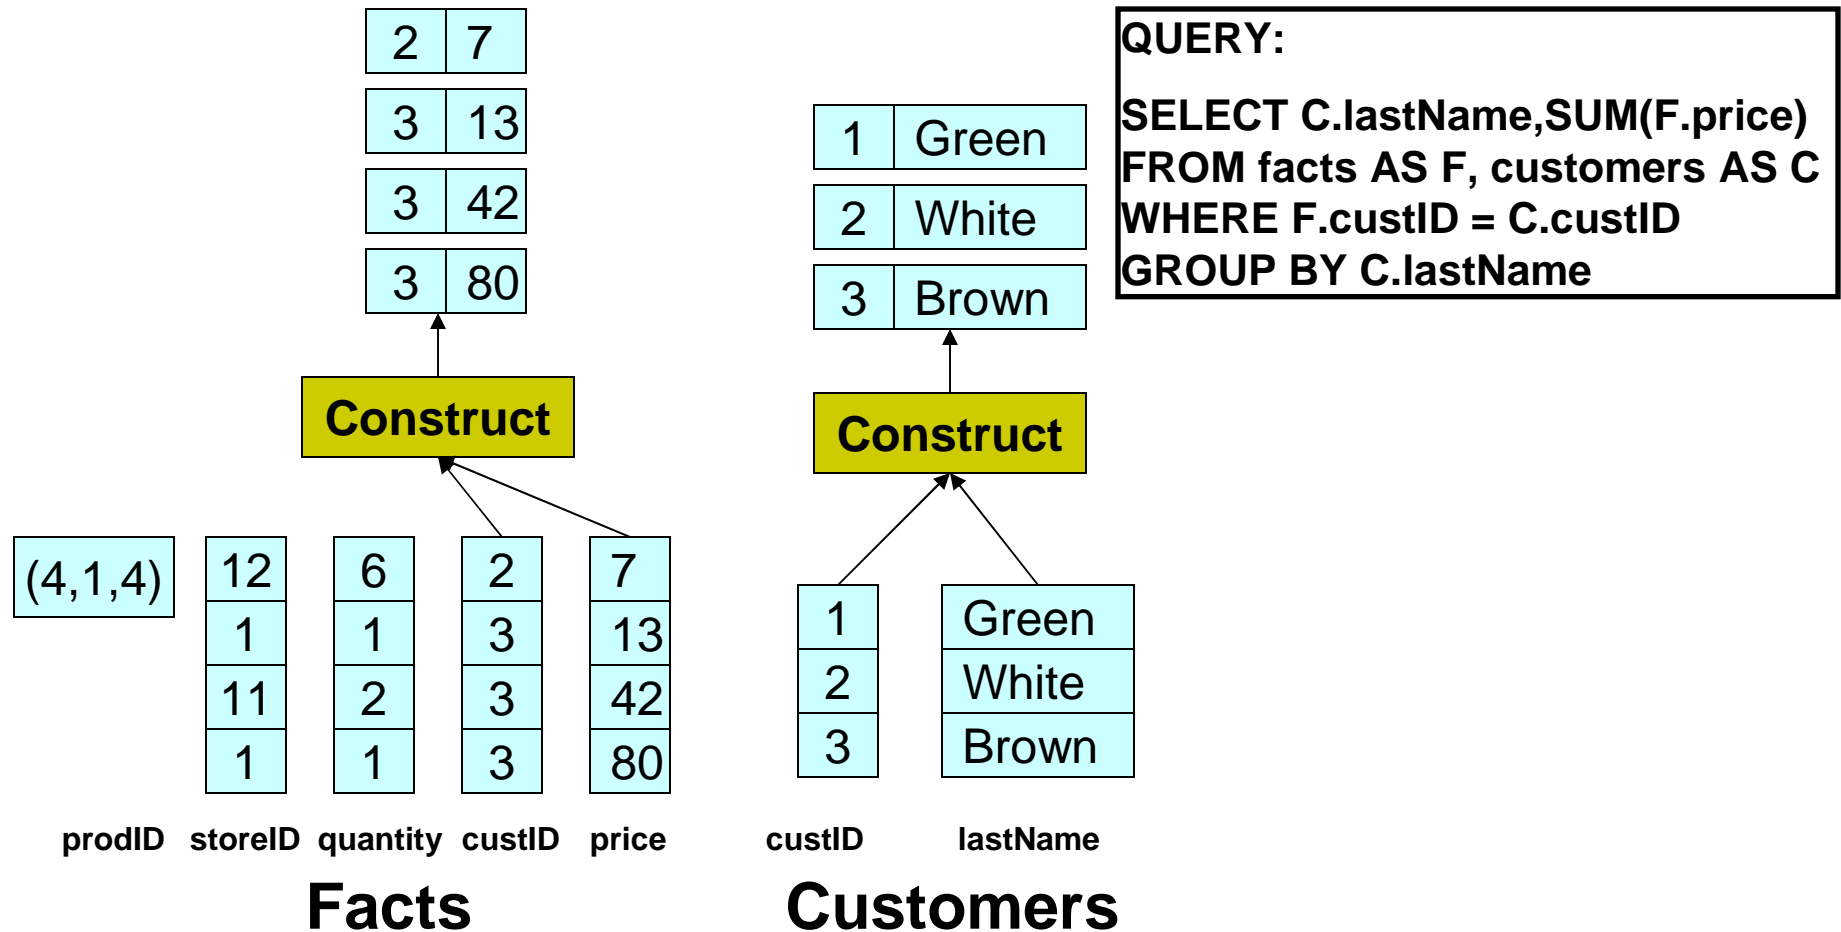 2 7
3 13
3 42
3 80
Construct
(4,1,4)
12 6 2 7
1 1 3 13
11 2 3 42
1 1 3 80
prodID storeID quantity custID price
Facts
1 Green
2 White
3 Brown
Construct
1 Green
2 White
3 Brown
custID lastName
Customers
QUERY:
SELECT C.lastName,SUM(F.price)
FROM facts AS F, customers AS C
WHERE F.custID = C.custID
GROUP BY C.lastName